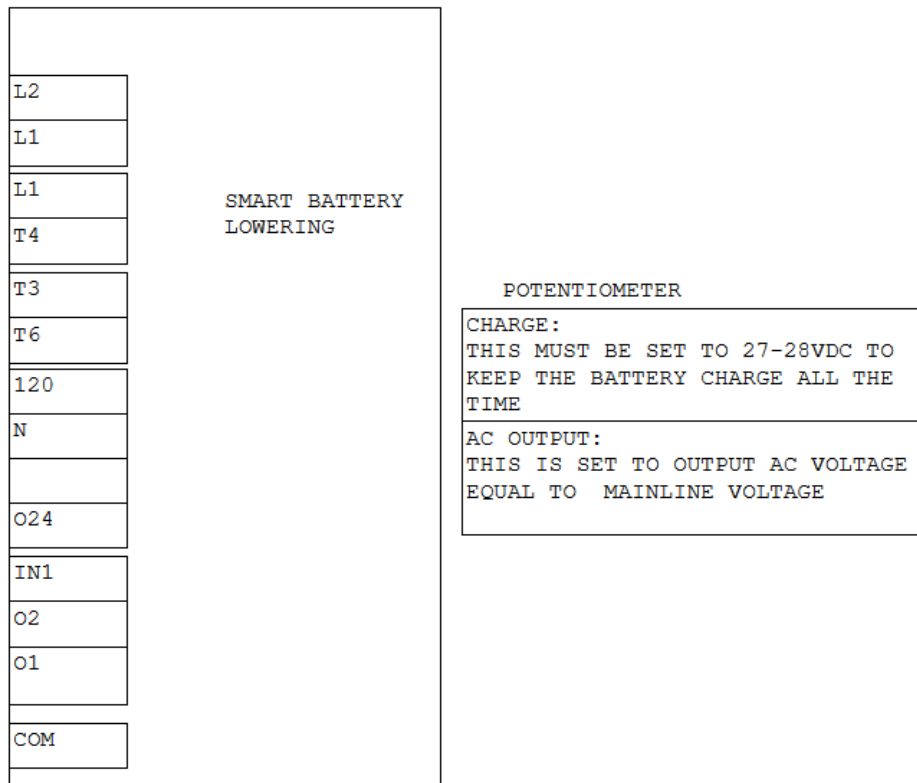 L2
L1
L1
T4
SMART BATTERY
LOWERING
T3
T6
120
N
O24
IN1
O2
O1
COM
POTENTIOMETER
CHARGE:
THIS MUST BE SET TO 27-28VDC TO
KEEP THE BATTERY CHARGE ALL THE
TIME
AC OUTPUT:
THIS IS SET TO OUTPUT AC VOLTAGE
EQUAL TO MAINLINE VOLTAGE